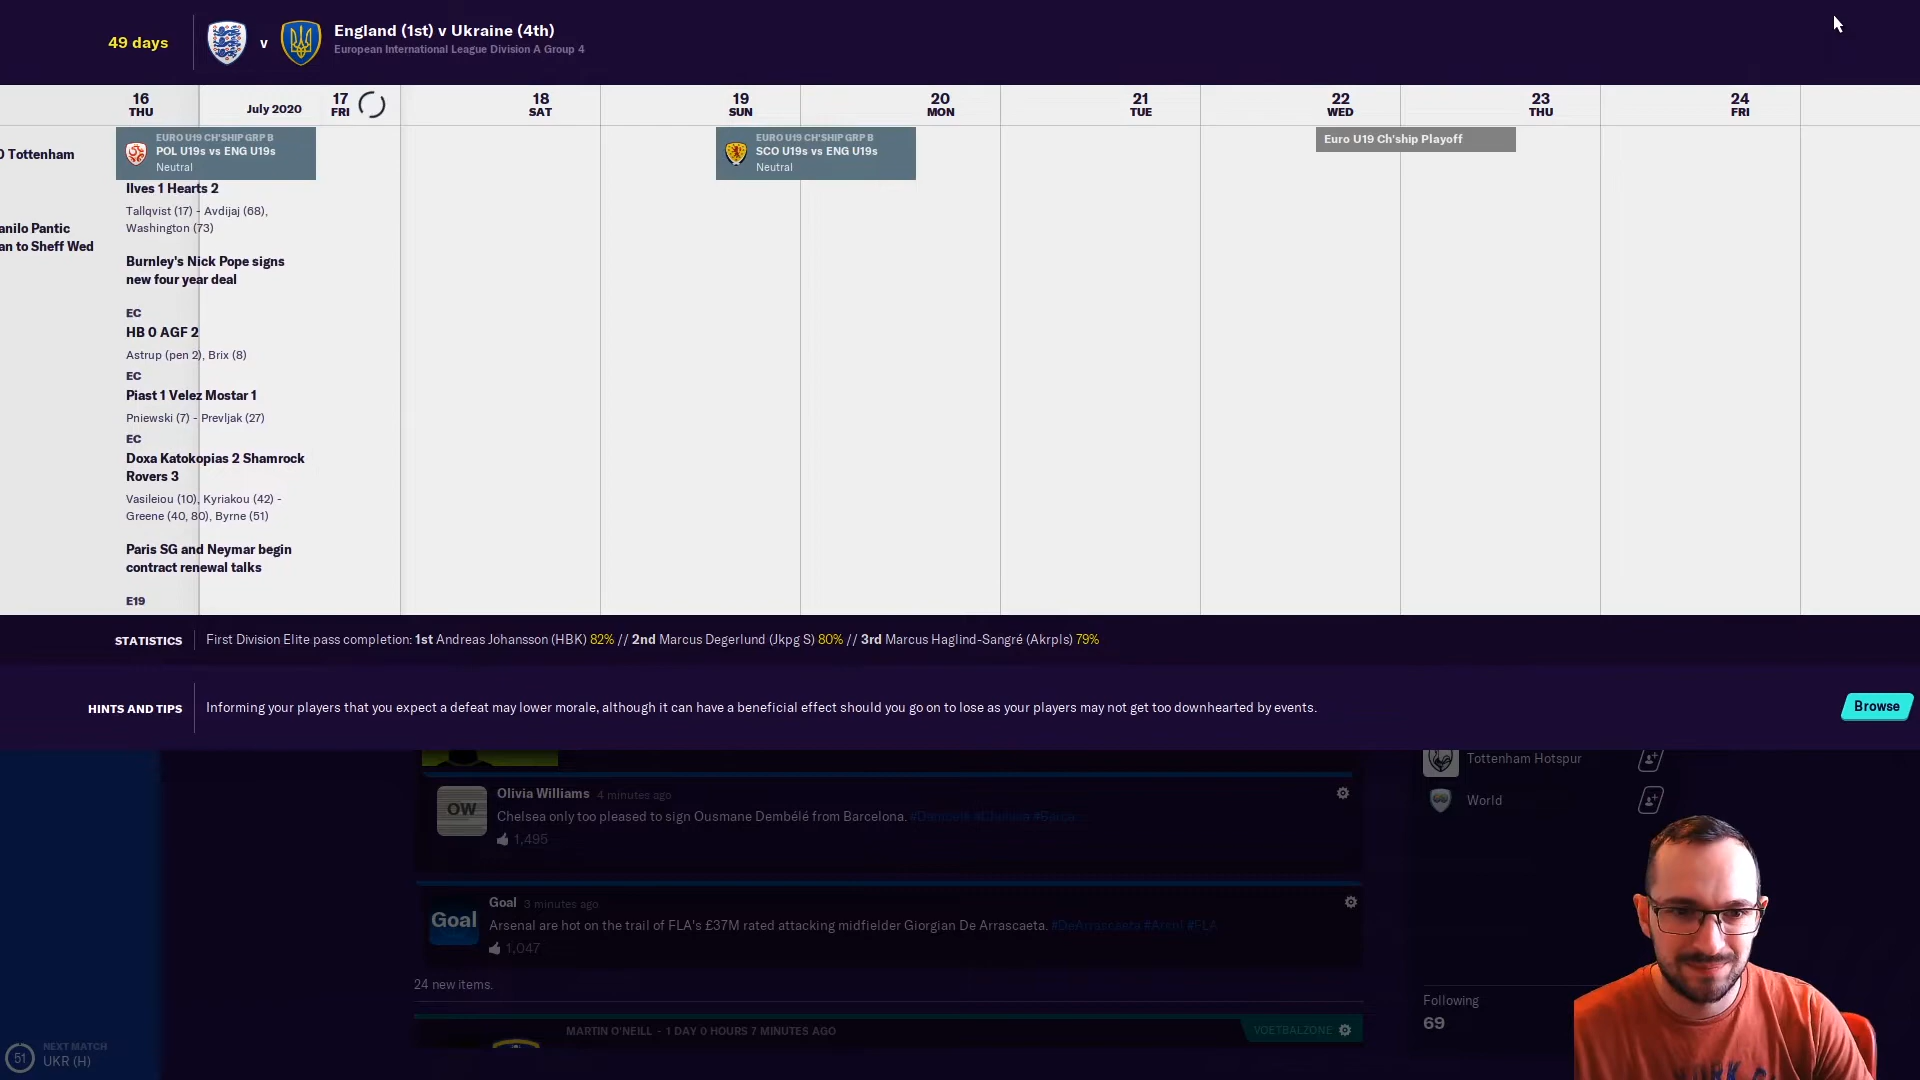 49 days
v
England (1st) v Ukraine (4th)
European International League Division A Group 4
16
THU
July 2020
17
FRI
18
SAT
19
SUN
20
MON
21
TUE
22
WED
23
THU
24
FRI
0 Tottenham
EURO U19 CH'SHIP GRP B
POL U19s vs ENG U19s
Neutral
EURO U19 CH'SHIP GRP B
SCO U19s vs ENG U19s
Neutral
Euro U19 Ch'ship Playoff
anilo Pantic
an to Sheff Wed
Ilves 1 Hearts 2
Tallqvist (17) - Avdijaj (68),
Washington (73)
Burnley's Nick Pope signs
new four year deal
EC
HB 0 AGF 2
Astrup (pen 2), Brix (8)
EC
Piast 1 Velez Mostar 1
Pniewski (7) - Prevljak (27)
EC
Doxa Katokopias 2 Shamrock
Rovers 3
Vasileiou (10), Kyriakou (42) -
Greene (40, 80), Byrne (51)
Paris SG and Neymar begin
contract renewal talks
E19
STATISTICS
First Division Elite pass completion: 1st Andreas Johansson (HBK) 82% // 2nd Marcus Degerlund (Jkpg S) 80% // 3rd Marcus Haglind-Sangré (Akrpls) 79%
HINTS AND TIPS
Informing your players that you expect a defeat may lower morale, although it can have a beneficial effect should you go on to lose as your players may not get too downhearted by events.
Browse
OW
Olivia Williams 4 minutes ago
Chelsea only too pleased to sign Ousmane Dembélé from Barcelona. #Dembélé #Chelsea #Barca
1,495
Goal
Goal 3 minutes ago
Arsenal are hot on the trail of FLA's £37M rated attacking midfielder Giorgian De Arrascaeta. #DeArrascaeta #Arsnl #FLA
1,047
24 new items.
MARTIN O'NEILL - 1 DAY 0 HOURS 7 MINUTES AGO
VOETBALZONE
Tottenham Hotspur
World
Following
69
51
NEXT MATCH
UKR (H)